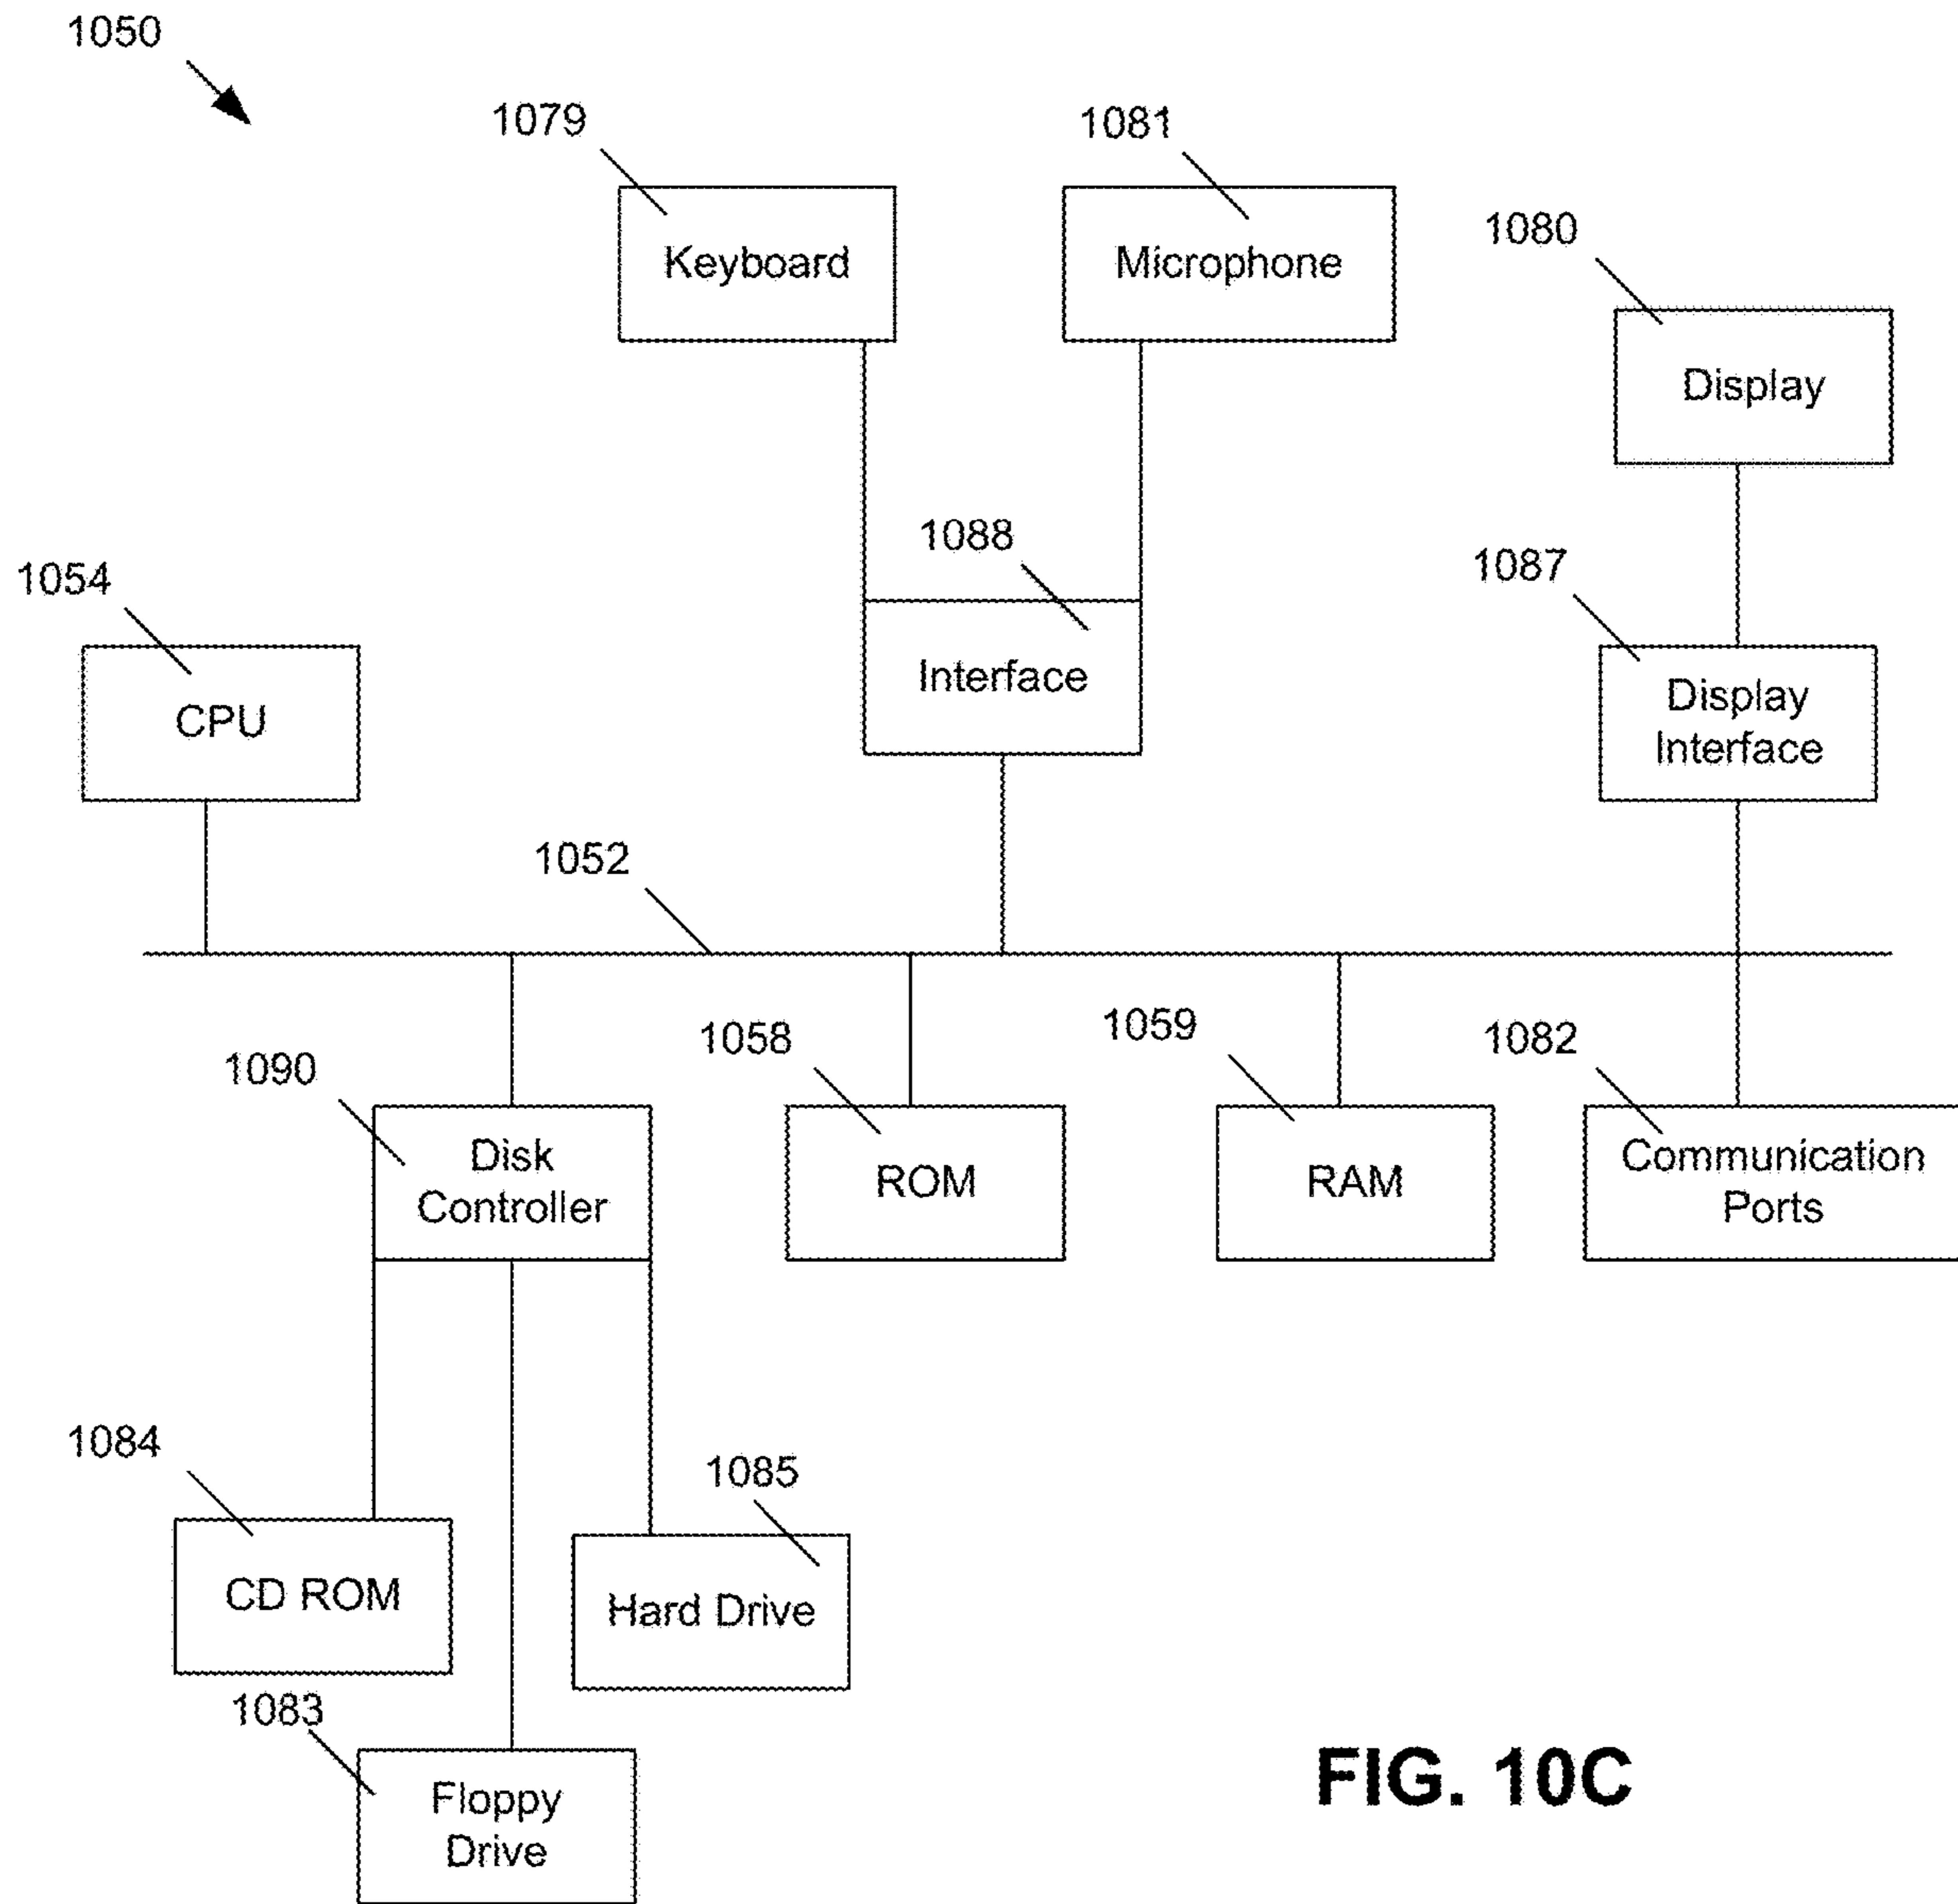 1050
1079
1081
Keyboard
Microphone
1080
Display
1088
1087
1054
Interface
Display
Interface
CPU
1052
1058
1059
1082
1090
Disk
Controller
ROM
RAM
Communication
Ports
1084
1085
CD ROM
Hard Drive
1083
Floppy
Drive
FIG. 10C